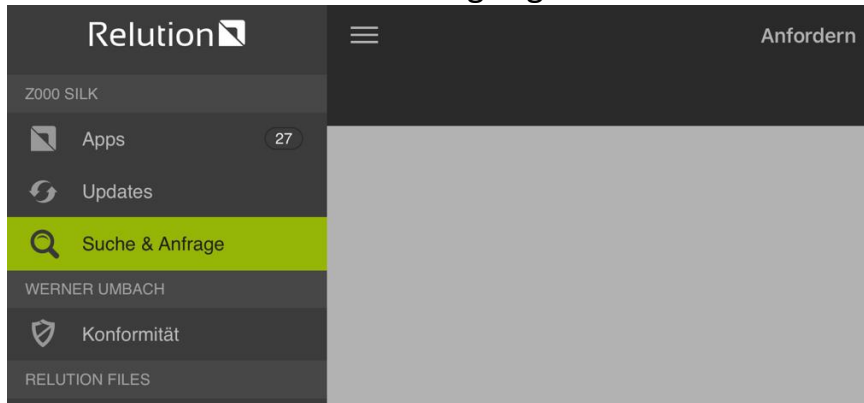 Relution
Anfordern
Z000 SILK
Apps 27
Updates
Suche & Anfrage
WERNER UMBACH
Konformität
RELUTION FILES